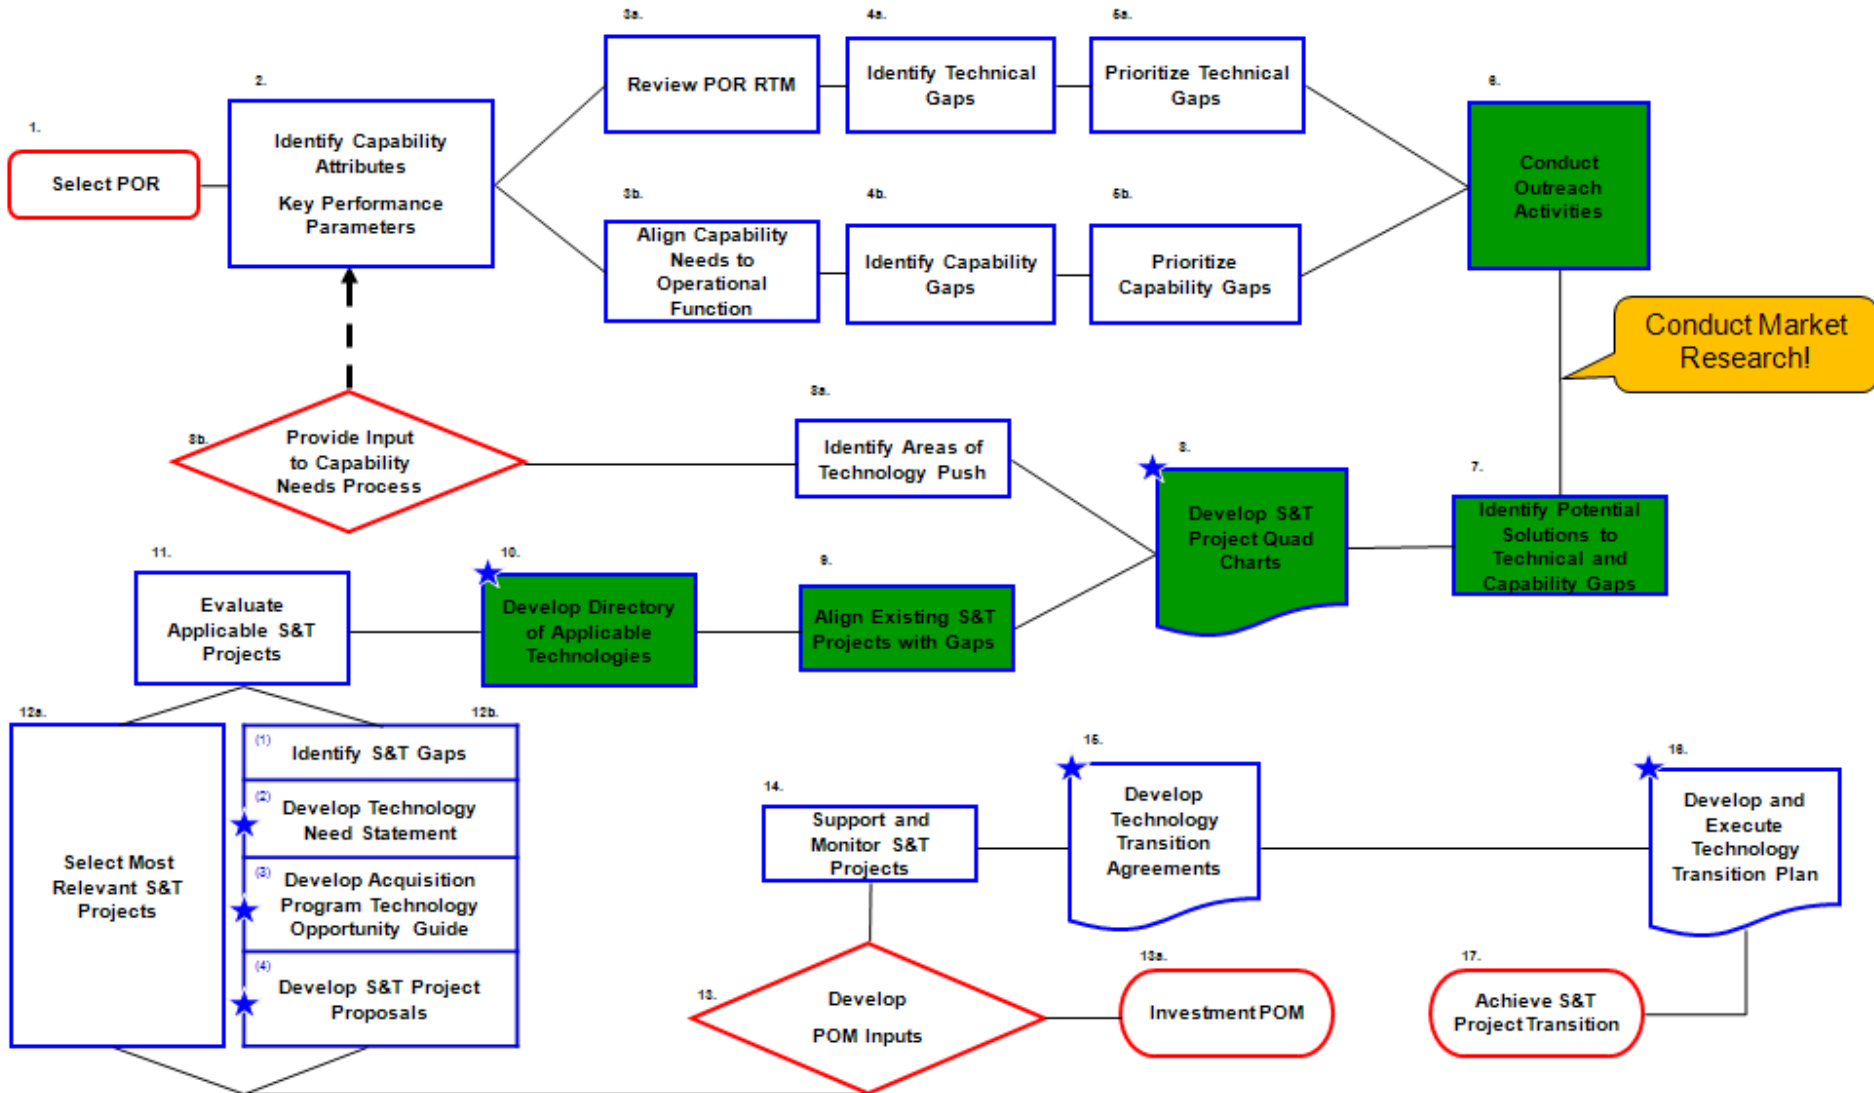 1.
Select POR
2.
Identify Capability
Attributes
Key Performance
Parameters
3a.
Review POR RTM
4a.
Identify Technical
Gaps
5a.
Prioritize Technical
Gaps
3b.
Align Capability
Needs to
Operational
Function
4b.
Identify Capability
Gaps
5b.
Prioritize
Capability Gaps
6.
Conduct
Outreach
Activities
Conduct Market
Research!
7.
Identify Potential
Solutions to
Technical and
Capability Gaps
8.
Develop S&T
Project Quad
Charts
8a.
Identify Areas of
Technology Push
8b.
Provide Input
to Capability
Needs Process
9.
Align Existing S&T
Projects with Gaps
10.
Develop Directory
of Applicable
Technologies
11.
Evaluate
Applicable S&T
Projects
12a.
Select Most
Relevant S&T
Projects
12b.
(1)
Identify S&T Gaps
(2)
Develop Technology
Need Statement
(3)
Develop Acquisition
Program Technology
Opportunity Guide
(4)
Develop S&T Project
Proposals
13.
Develop
POM Inputs
13a.
Investment POM
14.
Support and
Monitor S&T
Projects
15.
Develop
Technology
Transition
Agreements
16.
Develop and
Execute
Technology
Transition Plan
17.
Achieve S&T
Project Transition